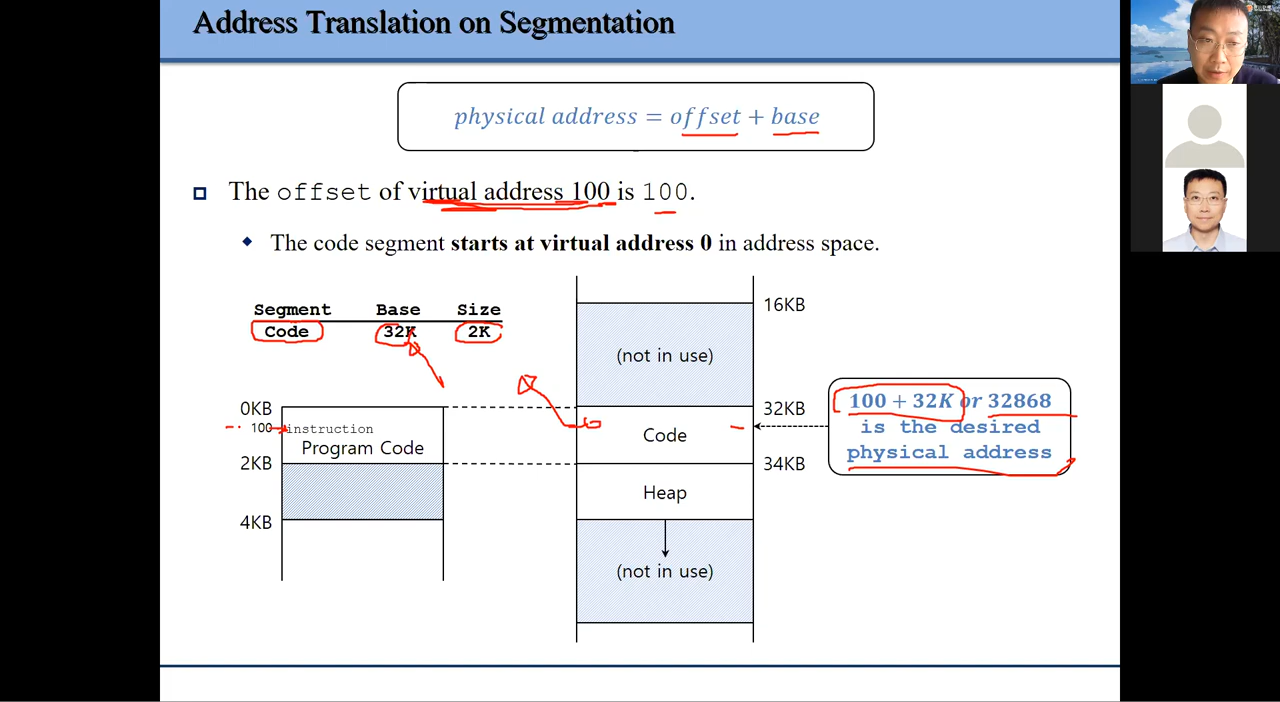 Address Translation on Segmentation
physical address = offset + base
The offset of virtual address 100 is 100.
The code segment starts at virtual address 0 in address space.
Segment Base Size
Code 32K 2K
16KB
(not in use)
0KB
32KB
100 instruction
Program Code
Code
2KB
34KB
Heap
4KB
(not in use)
100 + 32K or 32868
is the desired
physical address